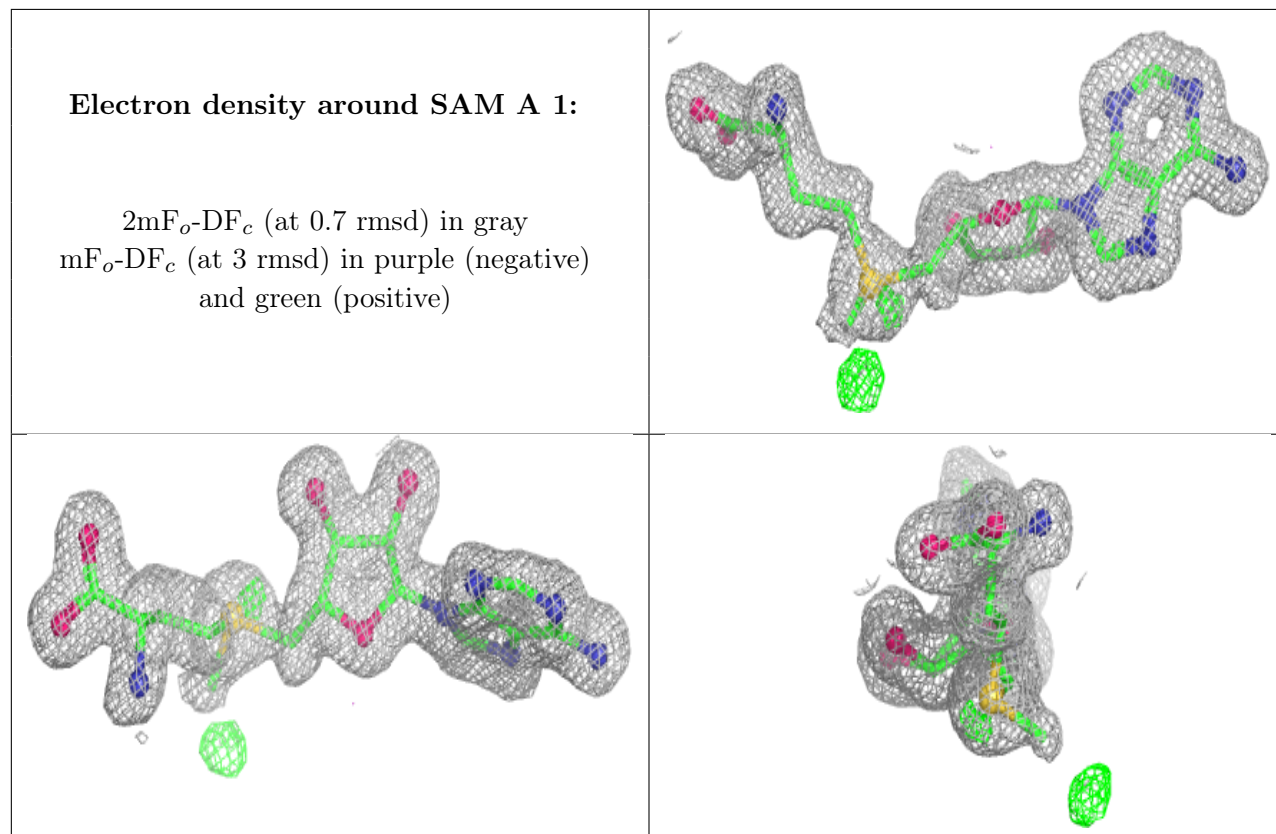 Electron density around SAM A 1:
2mFo-DFc (at 0.7 rmsd) in gray
mFo-DFc (at 3 rmsd) in purple (negative)
and green (positive)